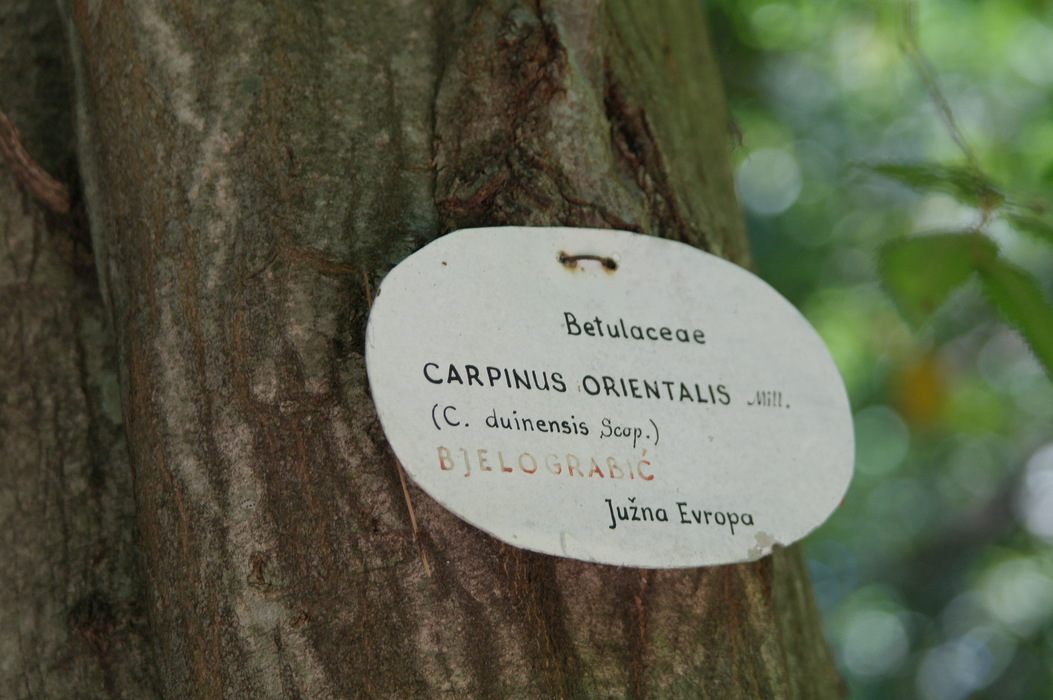 Betulaceae
CARPINUS ORIENTALIS Mill.
(C. duinensis Scop.)
BJELOGRABIĆ
Južna Evropa